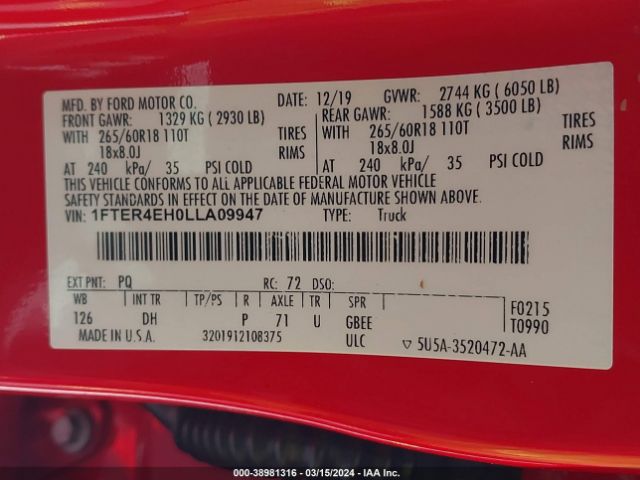 MFD. BY FORD MOTOR CO. DATE: 12/19 GVWR: 2744 KG ( 6050 LB)
FRONT GAWR: 1329 KG ( 2930 LB) REAR GAWR: 1588 KG ( 3500 LB)
WITH 265/60R18 110T TIRES WITH 265/60R18 110T TIRES
18x8.0J RIMS 18x8.0J RIMS
AT 240 kPa/ 35 PSI COLD AT 240 kPa/ 35 PSI COLD
THIS VEHICLE CONFORMS TO ALL APPLICABLE FEDERAL MOTOR VEHICLE
SAFETY STANDARDS IN EFFECT ON THE DATE OF MANUFACTURE SHOWN ABOVE.
VIN: 1FTER4EH0LLA09947 TYPE: Truck
EXT PNT: PQ RC: 72 DSO:
WB INT TR TP/PS R AXLE TR SPR F0215
126 DH P 71 U GBEE T0990
MADE IN U.S.A. 3201912108375 ULC ▽ 5U5A-3520472-AA
000-38981316 - 03/15/2024 - IAA Inc.